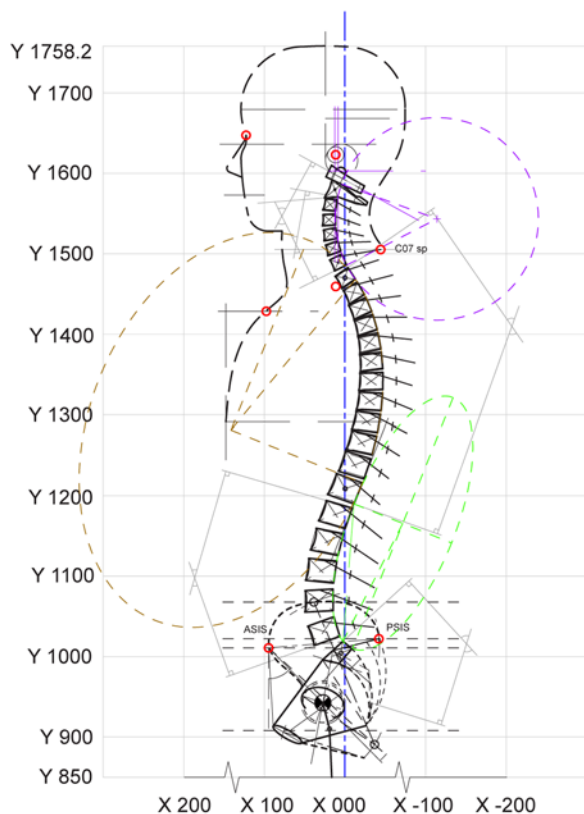 Y 1758.2
Y 1700
Y 1600
Y 1500
C07 sp
Y 1400
Y 1300
Y 1200
Y 1100
ASIS
PSIS
Y 1000
Y 900
Y 850
X 200 X 100 X 000 X -100 X -200